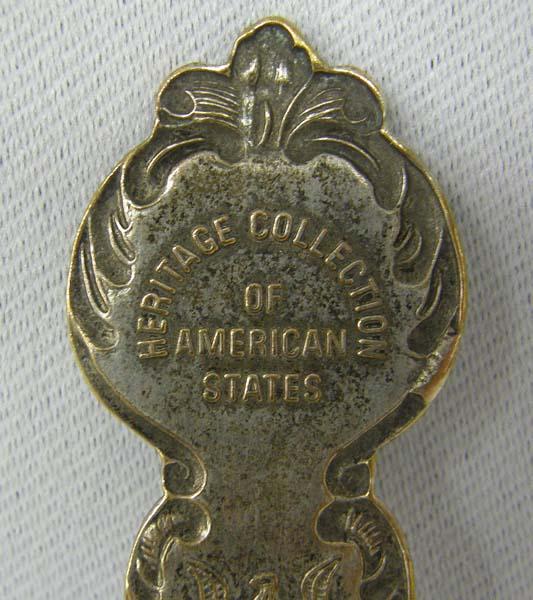 HERITAGE COLLECTION
OF
AMERICAN
STATES